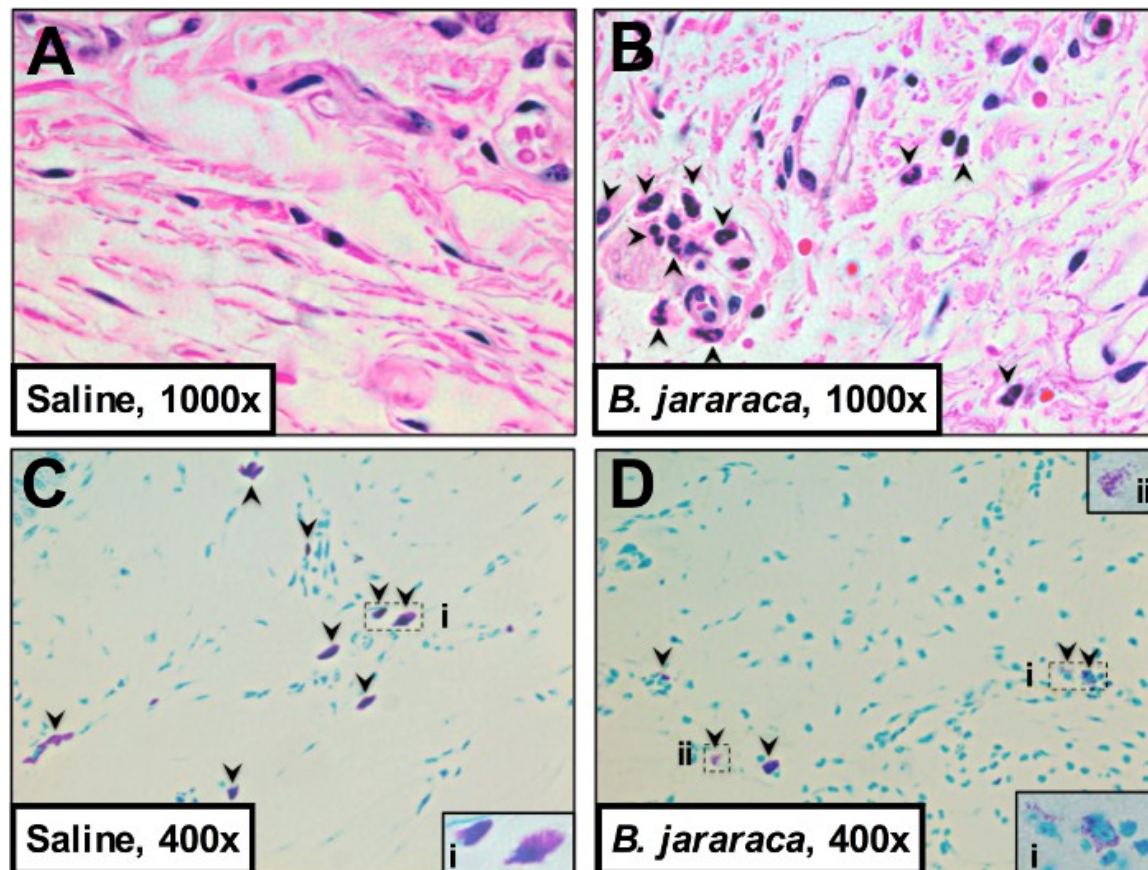 A
B
Saline, 1000x
B. jararaca, 1000x
C
i
i
Saline, 400x
D
ii
i
ii
i
B. jararaca, 400x